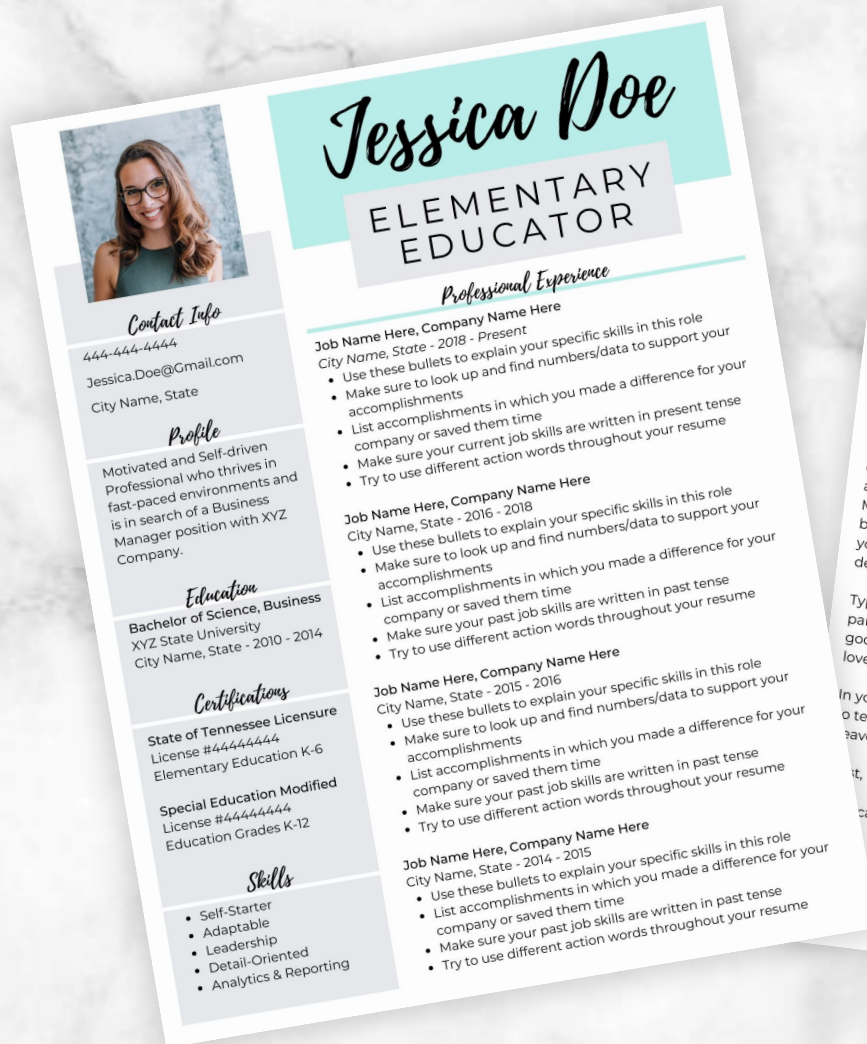 Jessica Doe
ELEMENTARY
EDUCATOR
Contact Info
444-444-4444
Jessica.Doe@Gmail.com
City Name, State
Profile
Motivated and Self-driven
Professional who thrives in
fast-paced environments and
is in search of a Business
Manager position with XYZ
Company.
Education
Bachelor of Science, Business
XYZ State University
City Name, State - 2010 - 2014
Certifications
State of Tennessee Licensure
License #44444444
Elementary Education K-6
Special Education Modified
License #44444444
Education Grades K-12
Skills
• Self-Starter
• Adaptable
• Leadership
• Detail-Oriented
• Analytics & Reporting
Professional Experience
Job Name Here, Company Name Here
City Name, State - 2018 - Present
• Use these bullets to explain your specific skills in this role
• Make sure to look up and find numbers/data to support your
accomplishments
• List accomplishments in which you made a difference for your
company or saved them time
• Make sure your current job skills are written in present tense
• Try to use different action words throughout your resume
Job Name Here, Company Name Here
City Name, State - 2016 - 2018
• Use these bullets to explain your specific skills in this role
• Make sure to look up and find numbers/data to support your
accomplishments
• List accomplishments in which you made a difference for your
company or saved them time
• Make sure your past job skills are written in past tense
• Try to use different action words throughout your resume
Job Name Here, Company Name Here
City Name, State - 2015 - 2016
• Use these bullets to explain your specific skills in this role
• Make sure to look up and find numbers/data to support your
accomplishments
• List accomplishments in which you made a difference for your
company or saved them time
• Make sure your past job skills are written in past tense
• Try to use different action words throughout your resume
Job Name Here, Company Name Here
City Name, State - 2014 - 2015
• Use these bullets to explain your specific skills in this role
• List accomplishments in which you made a difference for your
company or saved them time
• Make sure your past job skills are written in past tense
• Try to use different action words throughout your resume